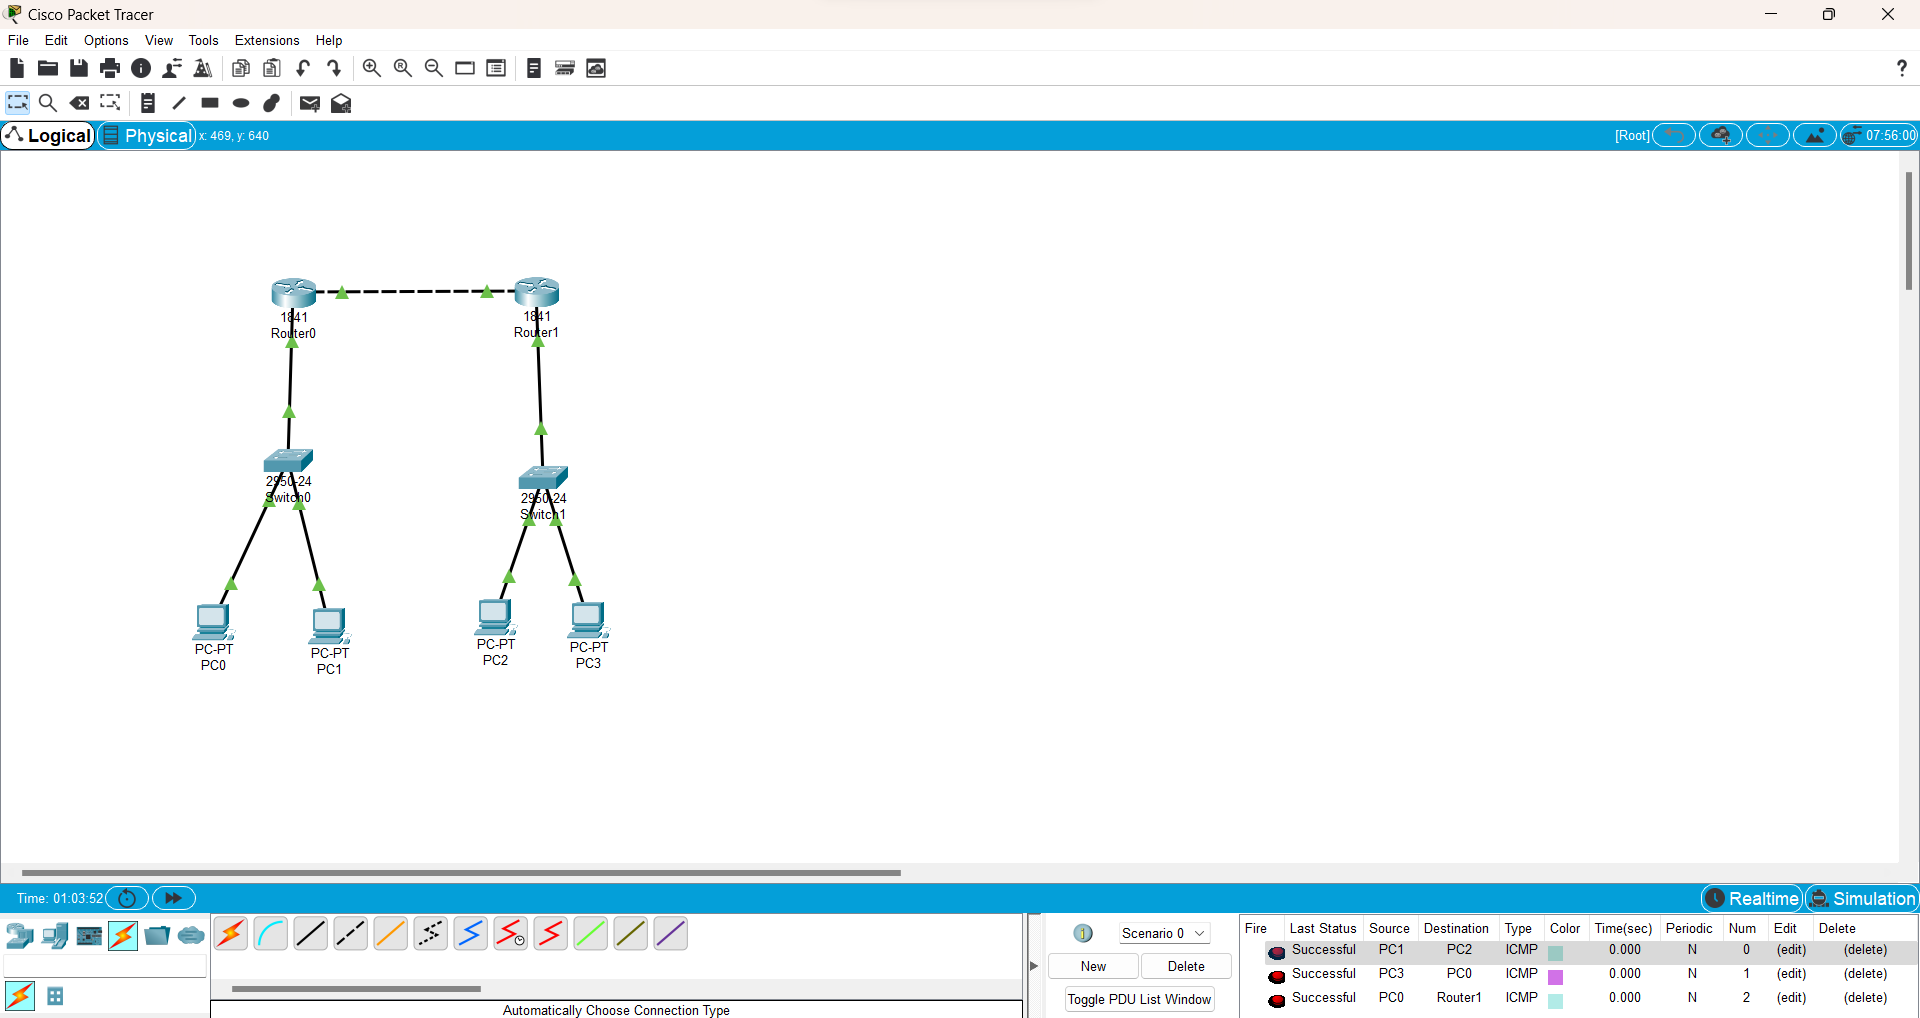 Cisco Packet Tracer
File Edit Options View Tools Extensions Help
?
Logical Physical x: 469, y: 640 [Root] 07:56:00
1841
Router0
1841
Router1
2950-24
Switch0
2950-24
Switch1
PC-PT
PC0
PC-PT
PC1
PC-PT
PC2
PC-PT
PC3
Time: 01:03:52 Realtime Simulation
Scenario 0
New Delete
Toggle PDU List Window
Automatically Choose Connection Type
Fire Last Status Source Destination Type Color Time(sec) Periodic Num Edit Delete
Successful PC1 PC2 ICMP 0.000 N 0 (edit) (delete)
Successful PC3 PC0 ICMP 0.000 N 1 (edit) (delete)
Successful PC0 Router1 ICMP 0.000 N 2 (edit) (delete)